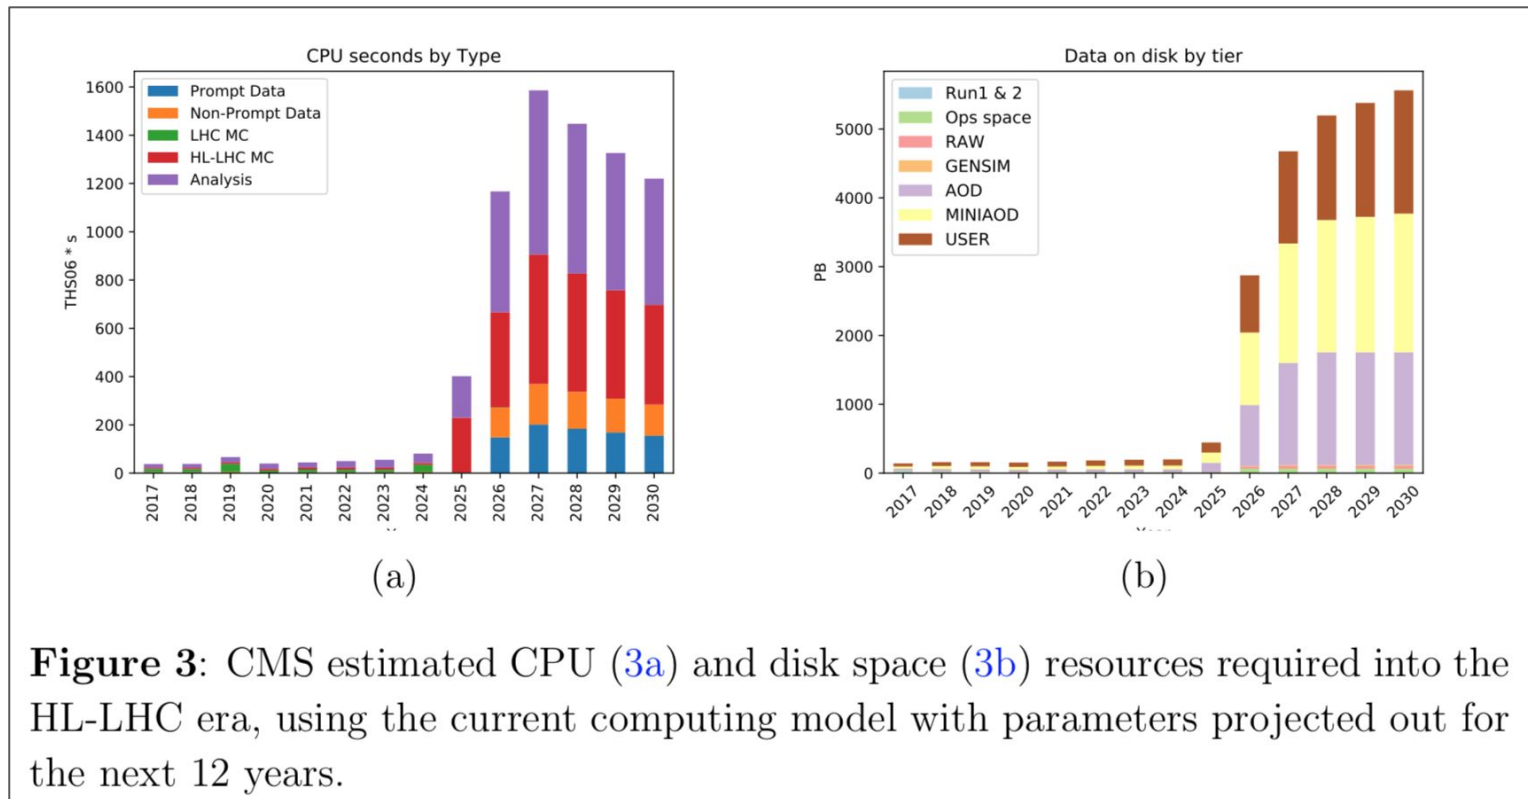 CPU seconds by Type
1600
1400
1200
1000
800
600
400
200
0
THS06 * s
Prompt Data
Non-Prompt Data
LHC MC
HL-LHC MC
Analysis
2017
2018
2019
2020
2021
2022
2023
2024
2025
2026
2027
2028
2029
2030
(a)
Data on disk by tier
5000
4000
3000
2000
1000
0
PB
Run1 & 2
Ops space
RAW
GENSIM
AOD
MINIAOD
USER
2017
2018
2019
2020
2021
2022
2023
2024
2025
2026
2027
2028
2029
2030
(b)
Figure 3: CMS estimated CPU (3a) and disk space (3b) resources required into the
HL-LHC era, using the current computing model with parameters projected out for
the next 12 years.